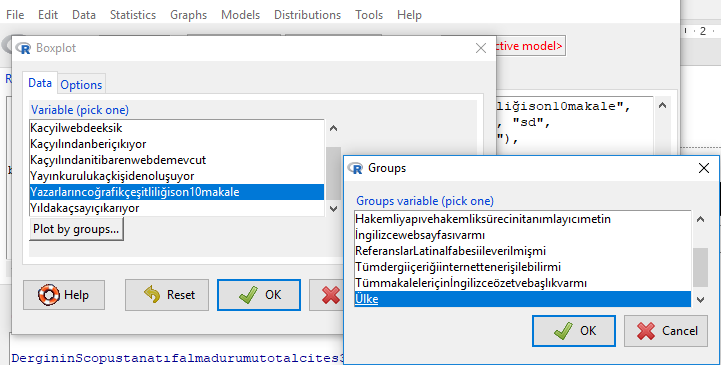 File Edit Data Statistics Graphs Models Distributions Tools Help
R Boxplot
ctive model>
Data Options
Variable (pick one)
Kacyilwebdeeksik
Kaçyılındanberiçıkıyor
Kaçyılındanitibarenwebdemevcut
Yayınkurulukaçkişidenoluşuyor
Yazarlarıncoğrafikçeşitliliğison10makale
Yıldakaçsayıçıkarıyor
Plot by groups...
Help Reset OK
liğison10makale",
, "sd",
"),
R Groups
Groups variable (pick one)
Hakemliyapıvehakemliksürecinitanımlayıcımetin
İngilizcewebsayfasıvarmı
ReferanslarLatinalfabesiileverilmişmi
Tümdergiiçeriğiinternettenerişilebilirmi
TümmakaleleriçinİngilizceözetvebaşlıkvarmI
Ülke
OK Cancel
DergininScopustanatıfalmadurumutotalcites3
2